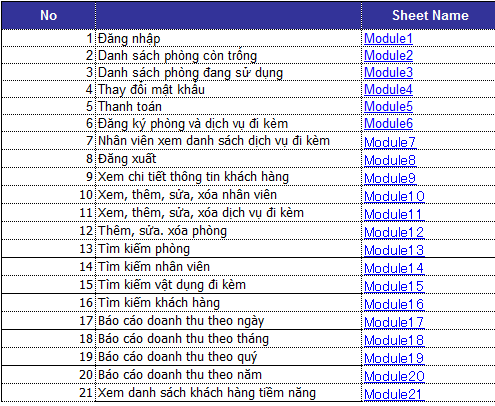 No Sheet Name
1 Đăng nhập Module1
2 Danh sách phòng còn trống Module2
3 Danh sách phòng đang sử dụng Module3
4 Thay đổi mật khẩu Module4
5 Thanh toán Module5
6 Đăng ký phòng và dịch vụ đi kèm Module6
7 Nhân viên xem danh sách dịch vụ đi kèm Module7
8 Đăng xuất Module8
9 Xem chi tiết thông tin khách hàng Module9
10 Xem, thêm, sửa, xóa nhân viên Module10
11 Xem, thêm, sửa, xóa dịch vụ đi kèm Module11
12 Thêm, sửa. xóa phòng Module12
13 Tìm kiếm phòng Module13
14 Tìm kiếm nhân viên Module14
15 Tìm kiếm vật dụng đi kèm Module15
16 Tìm kiếm khách hàng Module16
17 Báo cáo doanh thu theo ngày Module17
18 Báo cáo doanh thu theo tháng Module18
19 Báo cáo doanh thu theo quý Module19
20 Báo cáo doanh thu theo năm Module20
21 Xem danh sách khách hàng tiềm năng Module21